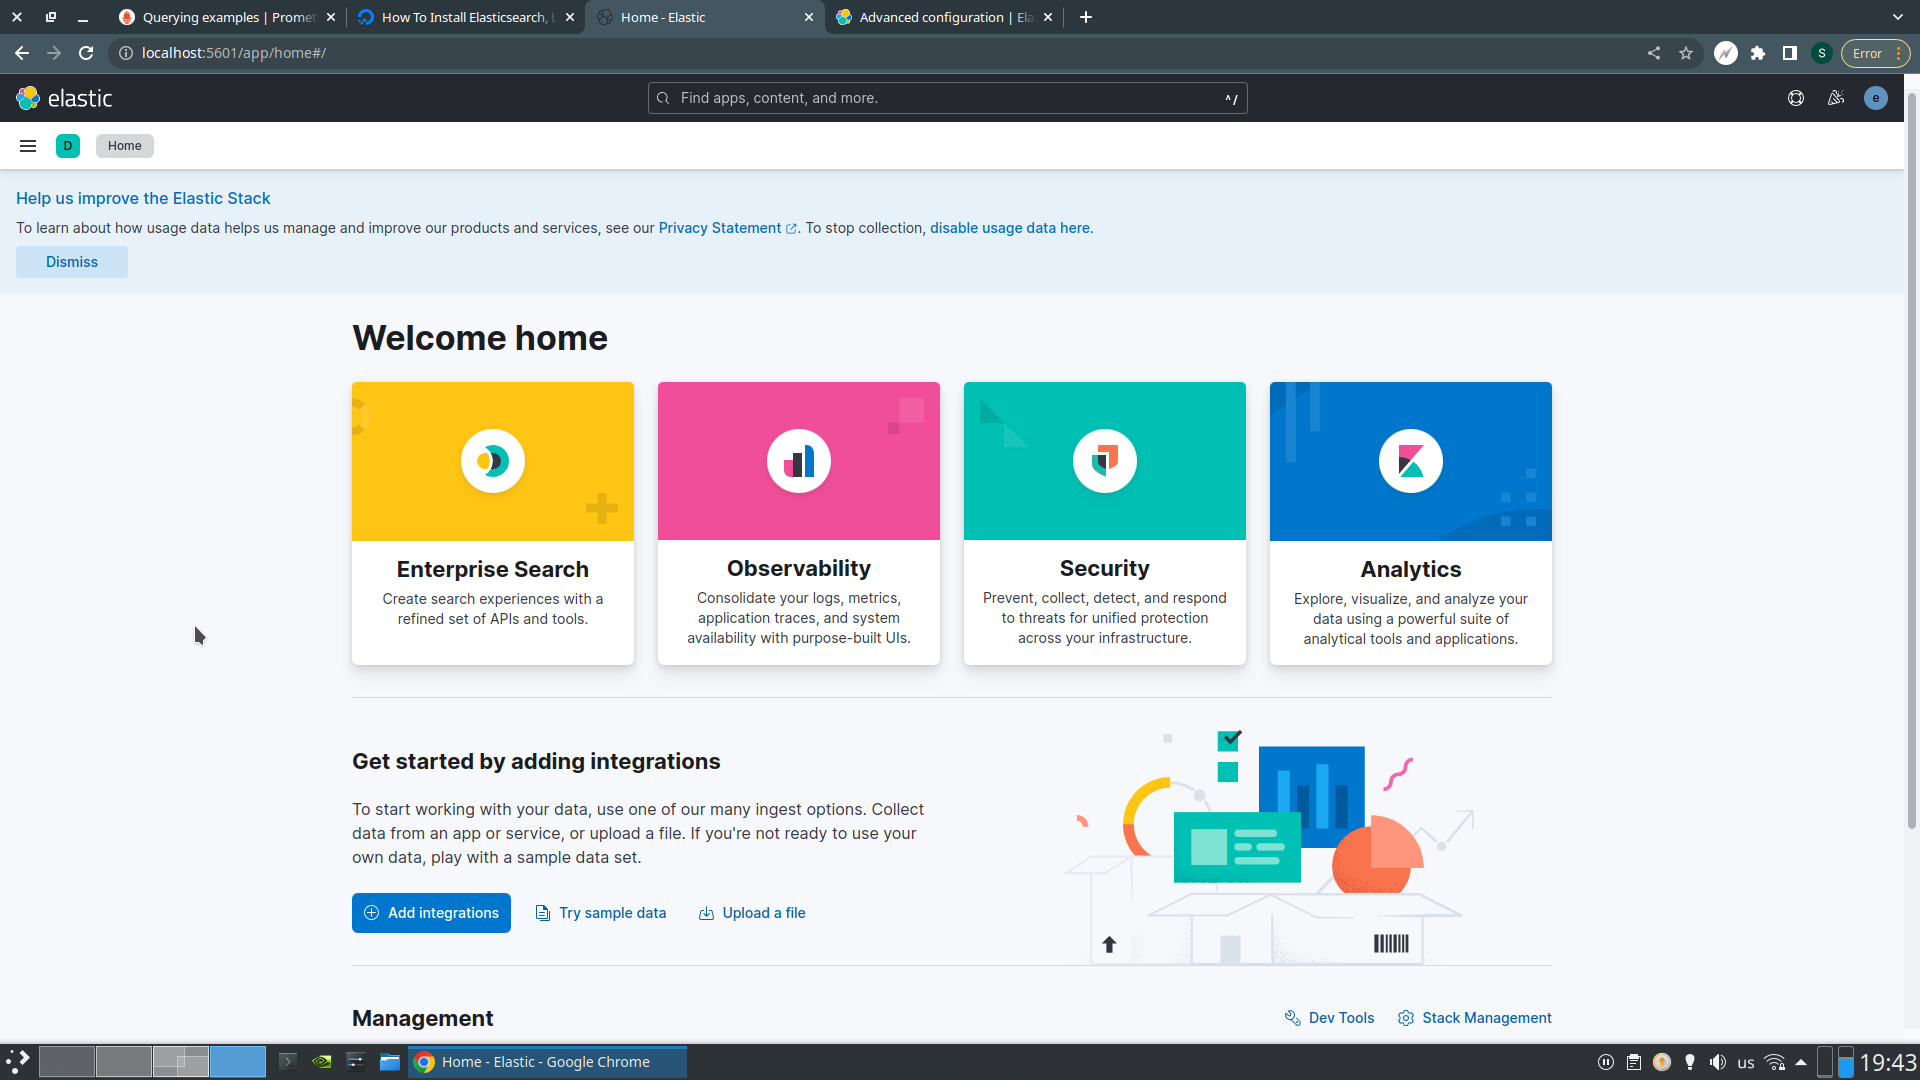 Querying examples | Promet
How To Install Elasticsearch,
Home - Elastic
Advanced configuration | Ela
localhost:5601/app/home#/
S
Error
elastic
Find apps, content, and more.
^/
e
D
Home
Help us improve the Elastic Stack
To learn about how usage data helps us manage and improve our products and services, see our Privacy Statement. To stop collection, disable usage data here.
Dismiss
Welcome home
Enterprise Search
Create search experiences with a
refined set of APIs and tools.
Observability
Consolidate your logs, metrics,
application traces, and system
availability with purpose-built UIs.
Security
Prevent, collect, detect, and respond
to threats for unified protection
across your infrastructure.
Analytics
Explore, visualize, and analyze your
data using a powerful suite of
analytical tools and applications.
Get started by adding integrations
To start working with your data, use one of our many ingest options. Collect
data from an app or service, or upload a file. If you're not ready to use your
own data, play with a sample data set.
Add integrations
Try sample data
Upload a file
Management
Dev Tools
Stack Management
Home - Elastic - Google Chrome
us
19:43